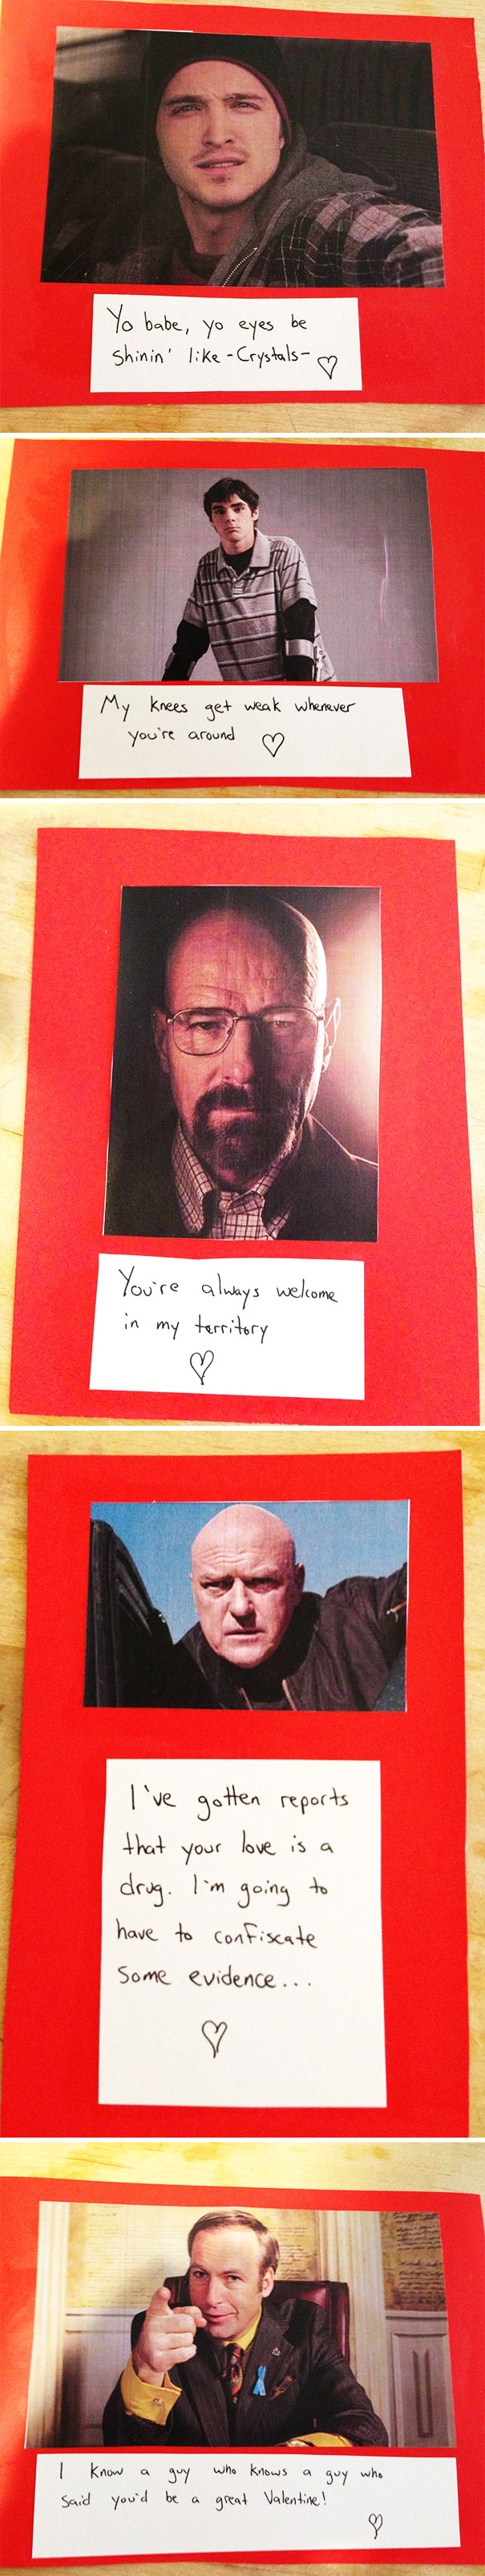 Yo babe, yo eyes be
Shinin' like -Crystals- ♡
My knees get weak whenever
you're around ♡
You're always welcome
in my territory
♡
I've gotten reports
that your love is a
drug. I'm going to
have to confiscate
some evidence...
♡
I know a guy who knows a guy who
said you'd be a great Valentine!
♡